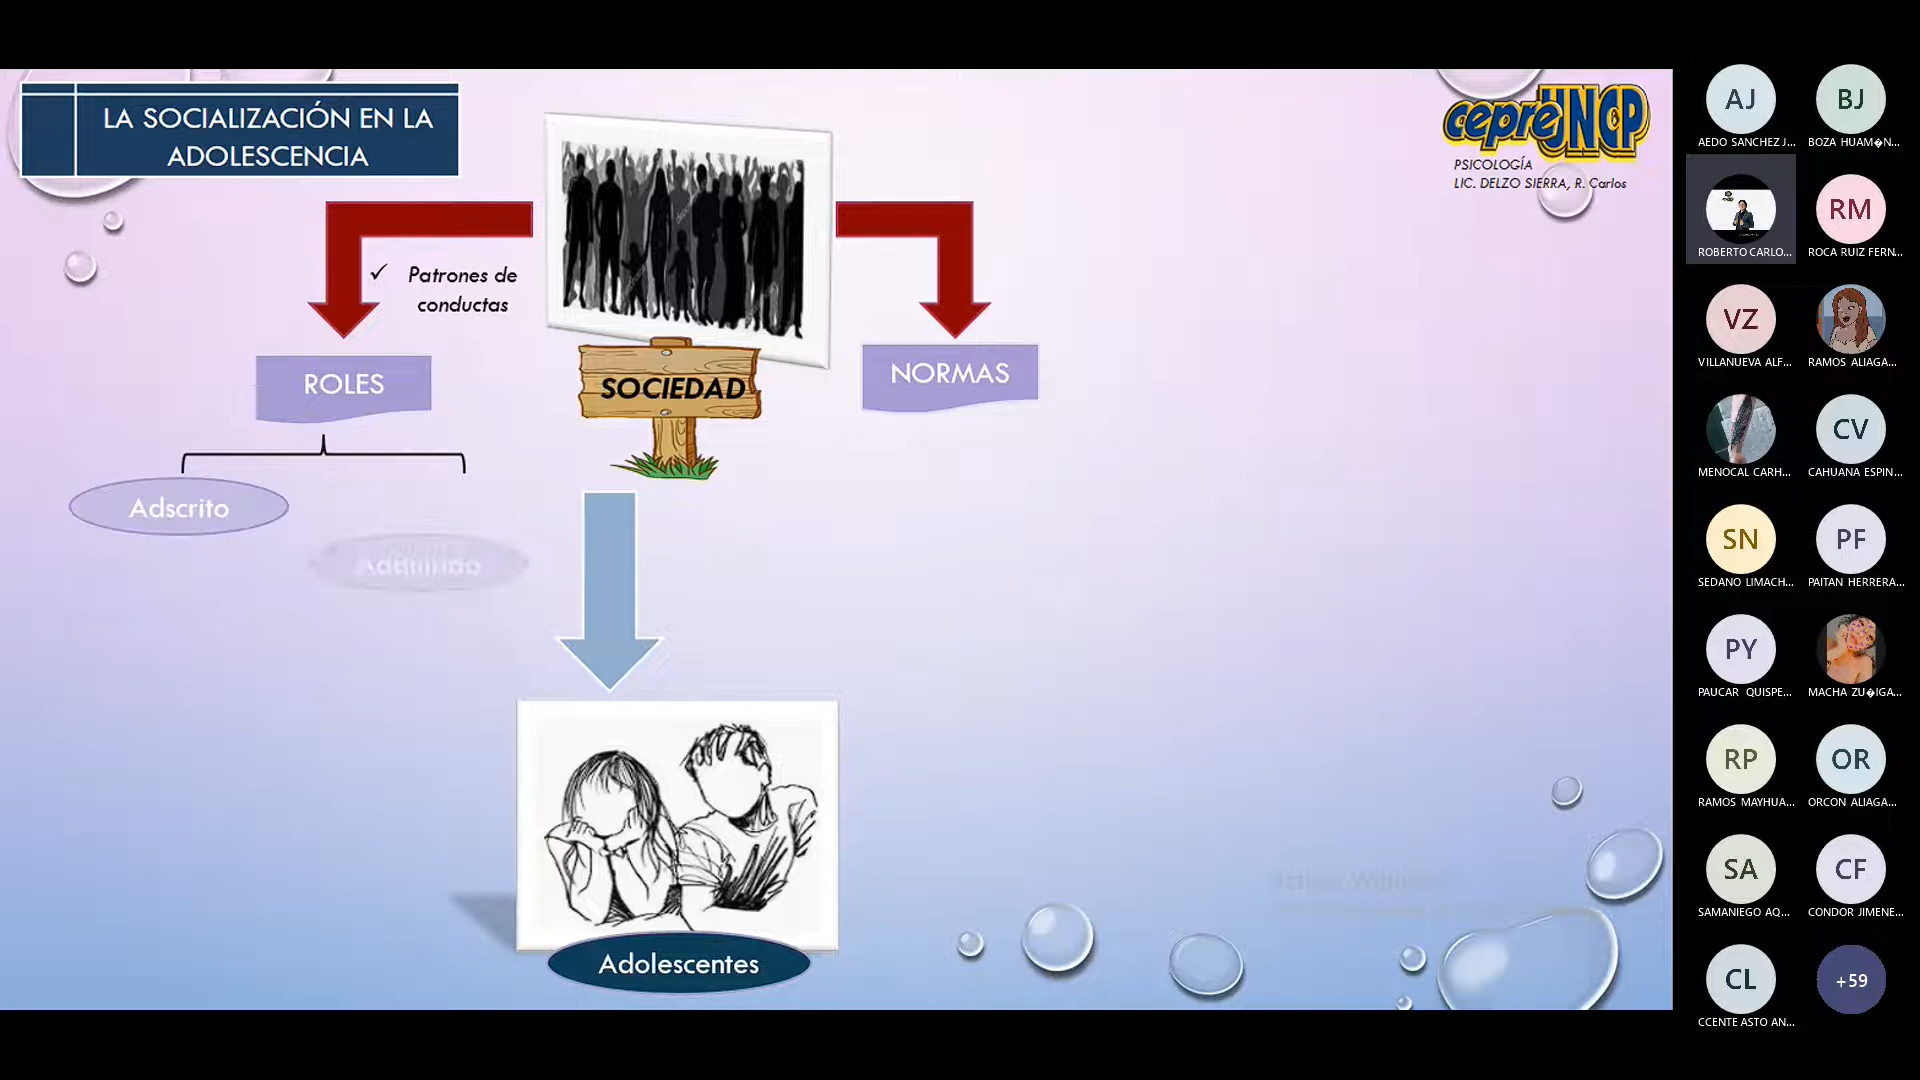 LA SOCIALIZACIÓN EN LA
ADOLESCENCIA
cepreUNCP
PSICOLOGÍA
LIC. DELZO SIERRA, R. Carlos
✓ Patrones de
conductas
ROLES
SOCIEDAD
NORMAS
Adscrito
Adolescentes
AJ
AEDO SANCHEZ J...
BJ
BOZA HUAM�N...
ROBERTO CARLO...
RM
ROCA RUIZ FERN...
VZ
VILLANUEVA ALF...
RAMOS ALIAGA...
MENOCAL CARH...
CV
CAHUANA ESPIN...
SN
SEDANO LIMACH...
PF
PAITAN HERRERA...
PY
PAUCAR QUISPE...
MACHA ZU�IGA...
RP
RAMOS MAYHUA...
OR
ORCON ALIAGA...
SA
SAMANIEGO AQ...
CF
CONDOR JIMENE...
CL
CCENTE ASTO AN...
+59